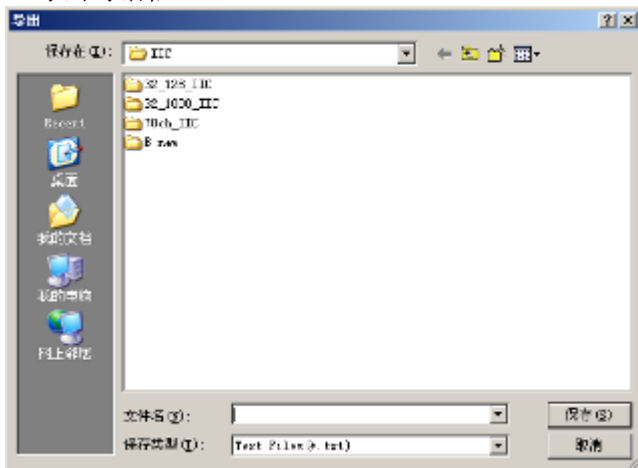 导出
保存在(I):
IIC
32_128_IIC
32_1000_IIC
Recent
桌面
我的文档
我的电脑
网上邻居
文件名(N):
保存(S)
保存类型(T):
Text Files(*.txt)
取消